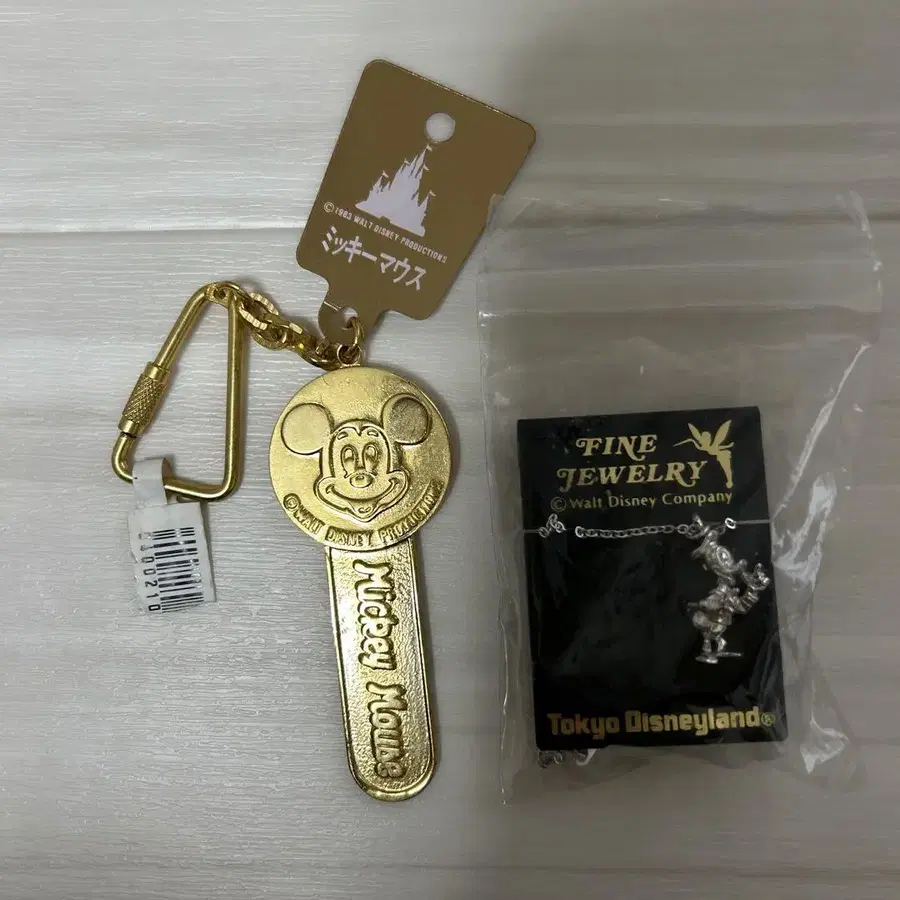 © 1983 WALT DISNEY PRODUCTIONS
ミッキーマウス
© WALT DISNEY PRODUCTIONS
Mickey Mouse
2100210
FINE
JEWELRY
© Walt Disney Company
Tokyo Disneyland®